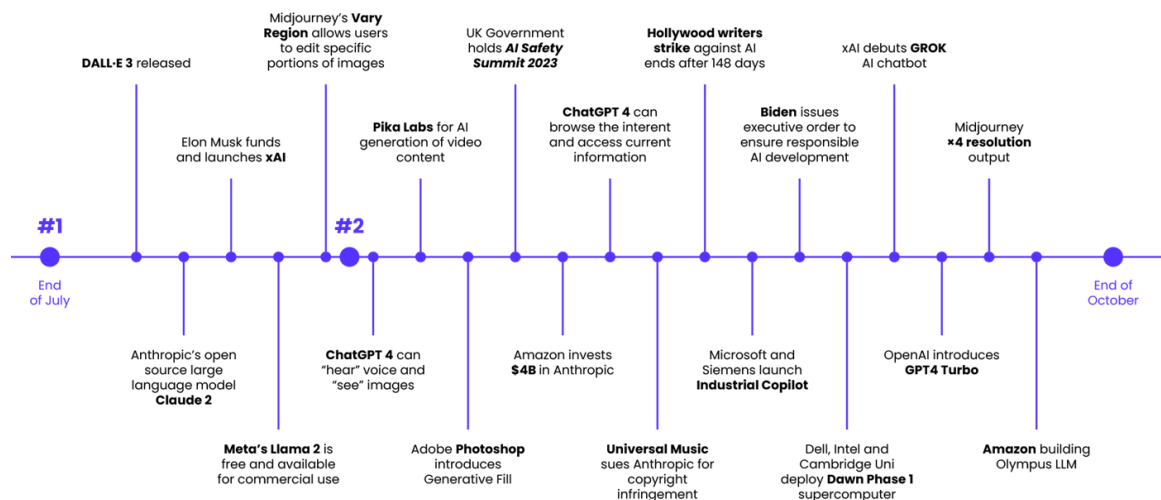 Midjourney's Vary
Region allows users
to edit specific
portions of images
UK Government
holds AI Safety
Summit 2023
Hollywood writers
strike against AI
ends after 148 days
xAI debuts GROK
AI chatbot
DALL·E 3 released
Elon Musk funds
and launches xAI
Pika Labs for AI
generation of video
content
ChatGPT 4 can
browse the interent
and access current
information
Biden issues
executive order to
ensure responsible
AI development
Midjourney
×4 resolution
output
#1
#2
End
of July
End of
October
Anthropic's open
source large
language model
Claude 2
ChatGPT 4 can
"hear" voice and
"see" images
Amazon invests
$4B in Anthropic
Microsoft and
Siemens launch
Industrial Copilot
OpenAI introduces
GPT4 Turbo
Meta's Llama 2 is
free and available
for commercial use
Adobe Photoshop
introduces
Generative Fill
Universal Music
sues Anthropic for
copyright
infringement
Dell, Intel and
Cambridge Uni
deploy Dawn Phase 1
supercomputer
Amazon building
Olympus LLM